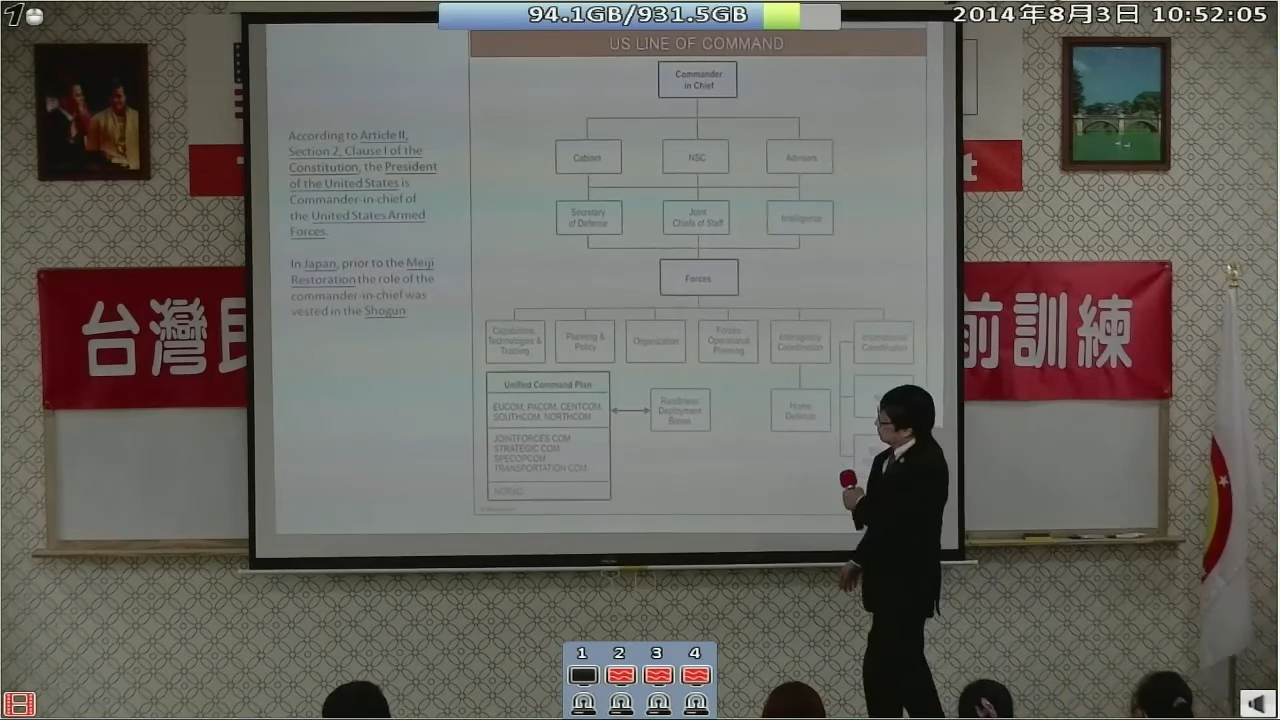 1
94.1GB/931.5GB
2014年8月3日 10:52:05
US LINE OF COMMAND
Commander
in Chief
According to Article II,
Section 2, Clause I of the
Constitution, the President
of the United States is
Commander-in-chief of
the United States Armed
Forces.
In Japan, prior to the Meiji
Restoration the role of the
commander-in-chief was
vested in the Shogun
Cabinet
NSC
Advisors
Secretary
of Defense
Joint
Chiefs of Staff
Intelligence
Forces
Capabilities,
Technologies &
Training
Planning &
Policy
Organization
Forces
Operational
Planning
Interagency
Coordination
International
Coordination
Unified Command Plan
EUCOM, PACOM, CENTCOM,
SOUTHCOM, NORTHCOM
JOINTFORCES COM
STRATEGIC COM
SPECOPCOM
TRANSPORTATION COM
NORAD
Readiness
Deployment
Bases
Home
Defense
t
台灣民
前訓練
1 2 3 4